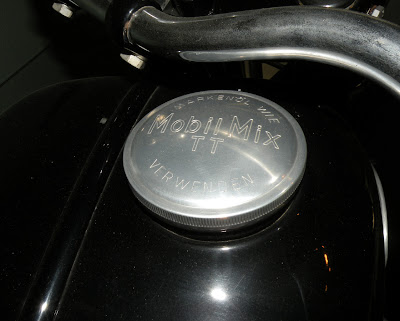 MARKENÖL WIE
Mobil Mix
TT
VERWENDEN